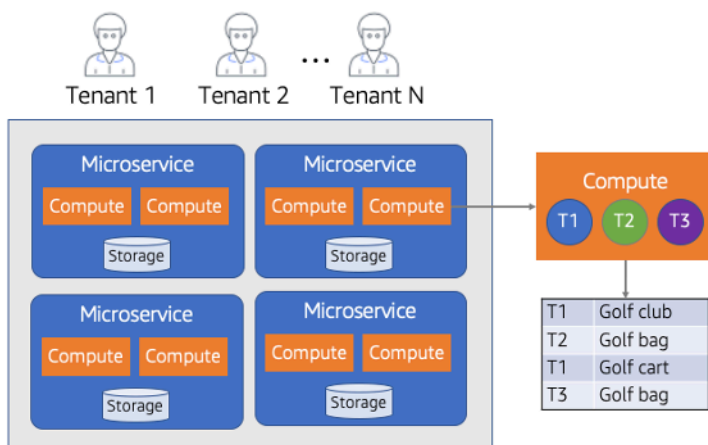 ...
Tenant 1 Tenant 2 Tenant N
Microservice
Compute Compute
Storage
Microservice
Compute Compute
Storage
Microservice
Compute Compute
Storage
Microservice
Compute Compute
Storage
Compute
T1 T2 T3
T1 Golf club
T2 Golf bag
T1 Golf cart
T3 Golf bag